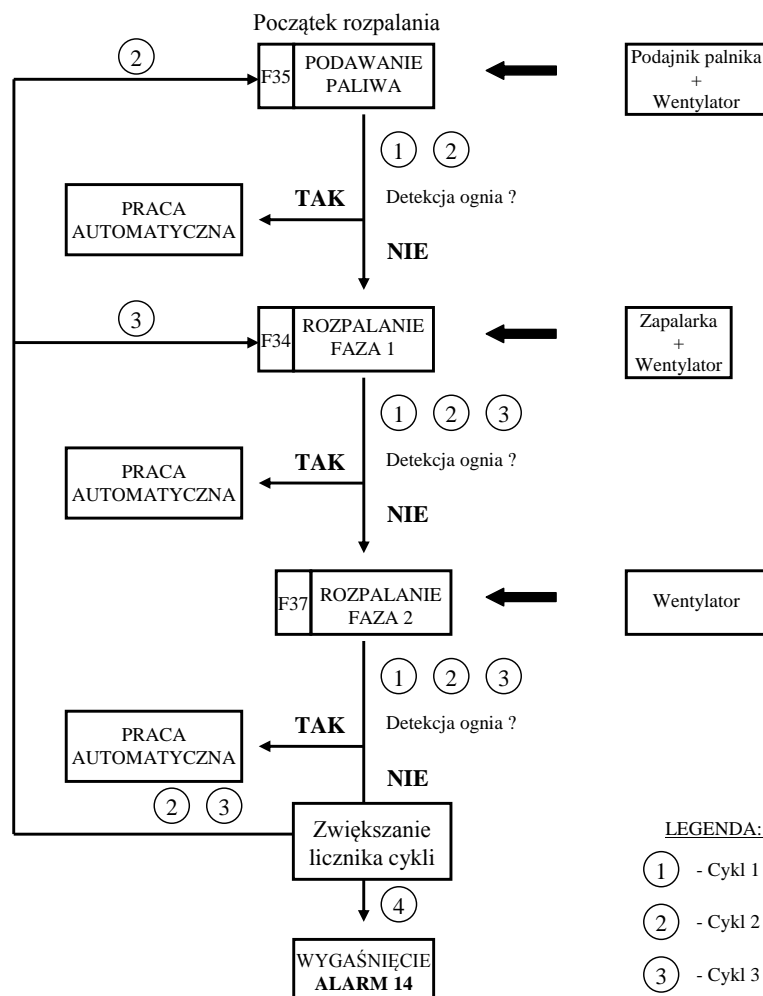 Początek rozpalania
2
F35
PODAWANIE
PALIWA
Podajnik palnika
+
Wentylator
1 2
TAK
Detekcja ognia ?
PRACA
AUTOMATYCZNA
NIE
3
F34
ROZPALANIE
FAZA 1
Zapalarka
+
Wentylator
1 2 3
TAK
Detekcja ognia ?
PRACA
AUTOMATYCZNA
NIE
F37
ROZPALANIE
FAZA 2
Wentylator
1 2 3
TAK
Detekcja ognia ?
PRACA
AUTOMATYCZNA
NIE
2 3
Zwiększanie
licznika cykli
LEGENDA:
1 - Cykl 1
4
2 - Cykl 2
WYGAŚNIĘCIE
ALARM 14
3 - Cykl 3